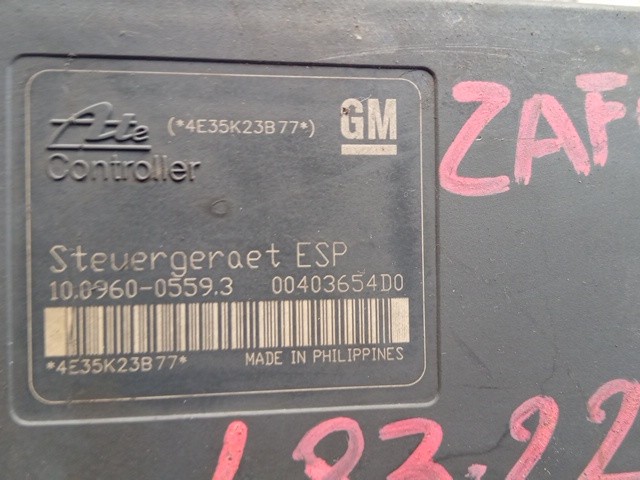 Ate (*4E35K23B77*) GM
Controller
ZAF
Steuergeraet ESP
10.0960-0559.3 00403654D0
*4E35K23B77* MADE IN PHILIPPINES